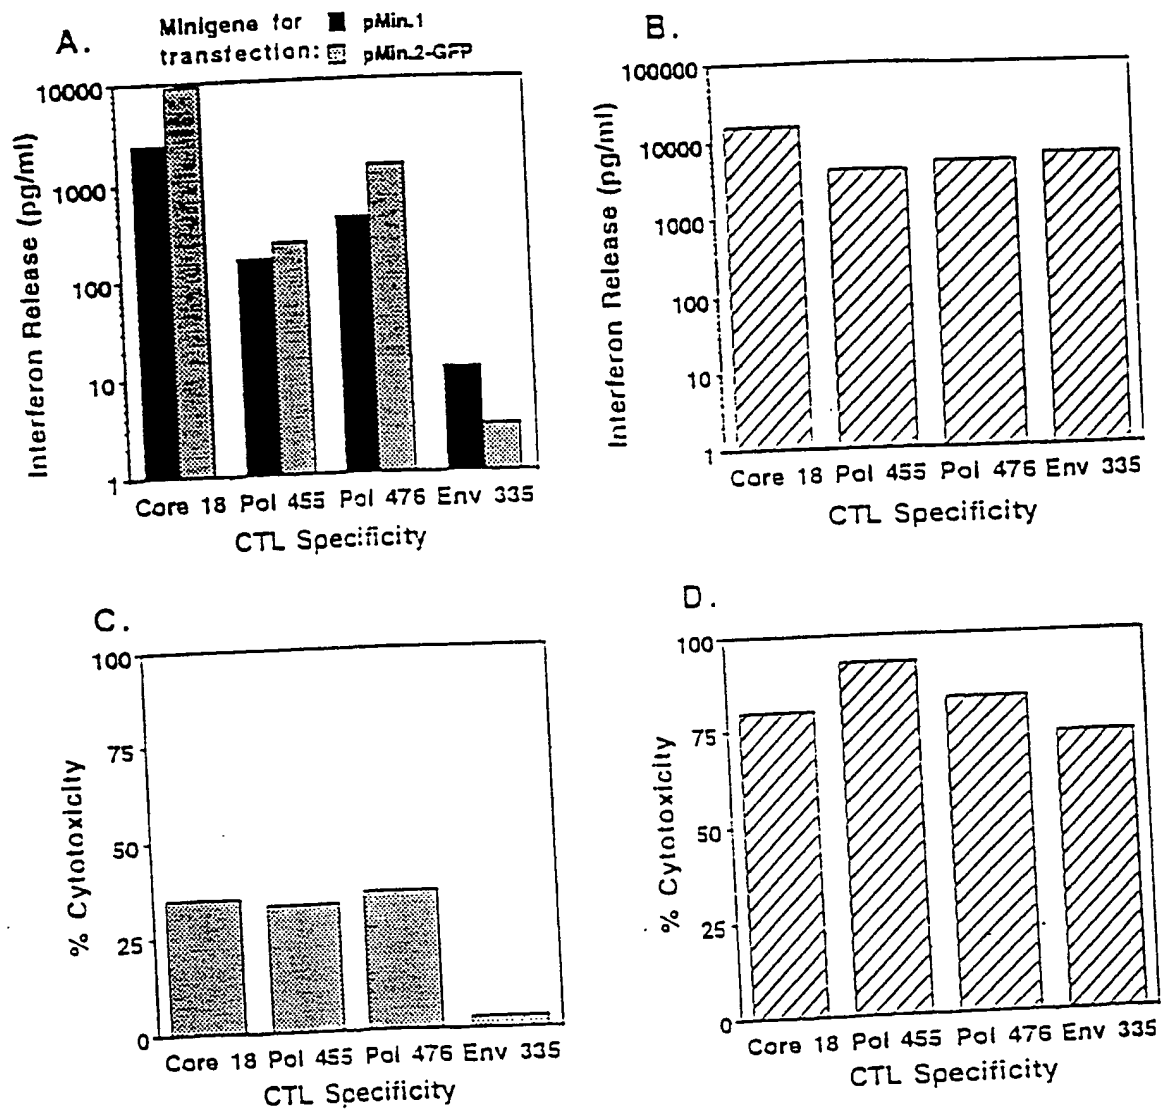 A.
Minigene for
transfection:
pMin.1
pMin.2-GFP
Interferon Release (pg/ml)
10000
1000
100
10
1
Core 18 Pol 455 Pol 476 Env 335
CTL Specificity
B.
Interferon Release (pg/ml)
100000
10000
1000
100
10
1
Core 18 Pol 455 Pol 476 Env 335
CTL Specificity
C.
% Cytotoxicity
100
75
50
25
0
Core 18 Pol 455 Pol 476 Env 335
CTL Specificity
D.
% Cytotoxicity
100
75
50
25
0
Core 18 Pol 455 Pol 476 Env 335
CTL Specificity